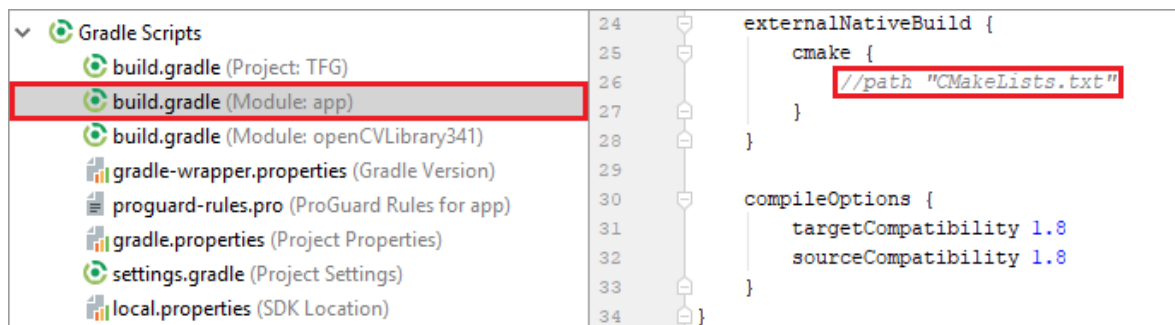 Gradle Scripts
build.gradle (Project: TFG)
build.gradle (Module: app)
build.gradle (Module: openCVLibrary341)
gradle-wrapper.properties (Gradle Version)
proguard-rules.pro (ProGuard Rules for app)
gradle.properties (Project Properties)
settings.gradle (Project Settings)
local.properties (SDK Location)
24 externalNativeBuild {
25 cmake {
26 //path "CMakeLists.txt"
27 }
28 }
29
30 compileOptions {
31 targetCompatibility 1.8
32 sourceCompatibility 1.8
33 }
34 }